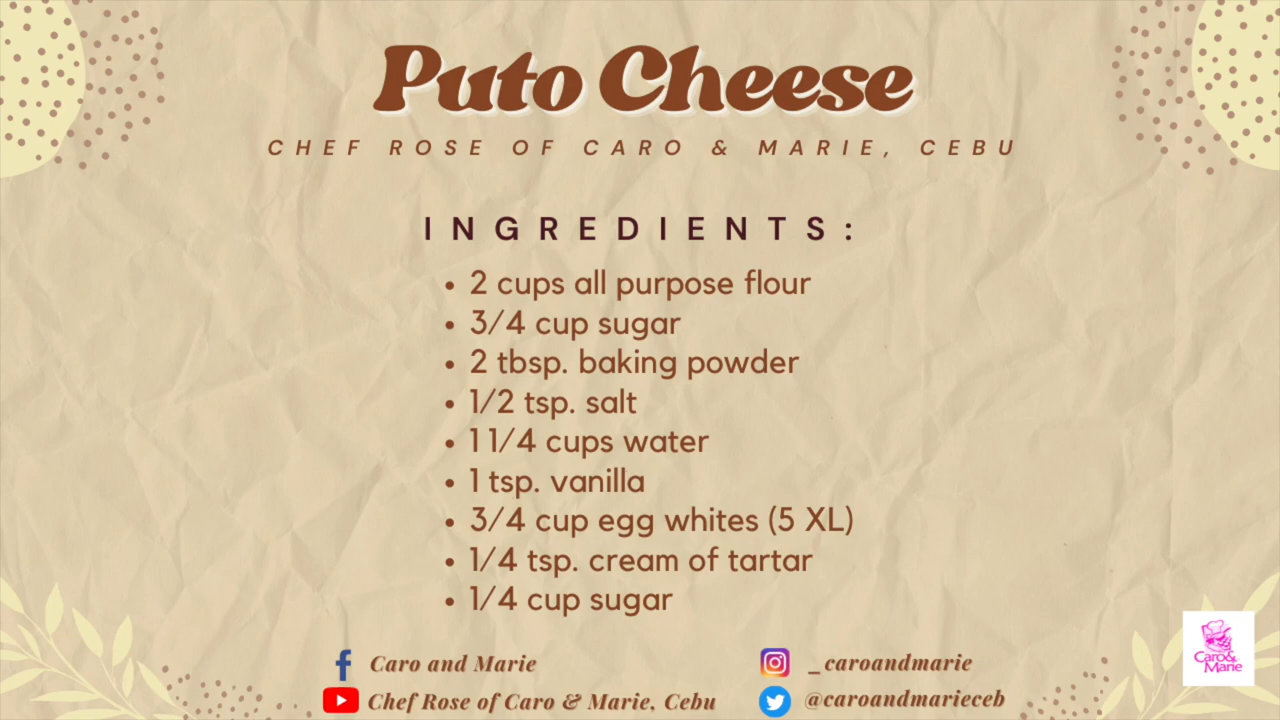 Puto Cheese
CHEF ROSE OF CARO & MARIE, CEBU
INGREDIENTS:
• 2 cups all purpose flour
• 3/4 cup sugar
• 2 tbsp. baking powder
• 1/2 tsp. salt
• 1 1/4 cups water
• 1 tsp. vanilla
• 3/4 cup egg whites (5 XL)
• 1/4 tsp. cream of tartar
• 1/4 cup sugar
Caro and Marie
_caroandmarie
Chef Rose of Caro & Marie, Cebu
@caroandmarieceb
Caro&
Marie